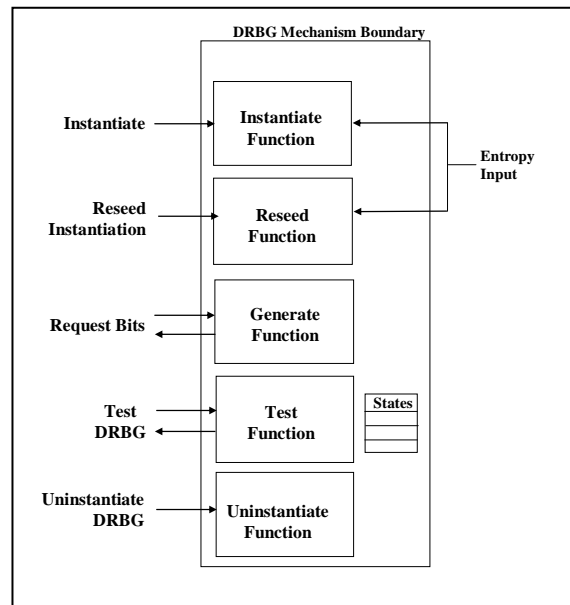 DRBG Mechanism Boundary
Instantiate
Instantiate
Function
Entropy
Input
Reseed
Instantiation
Reseed
Function
Request Bits
Generate
Function
Test
DRBG
Test
Function
States
Uninstantiate
DRBG
Uninstantiate
Function